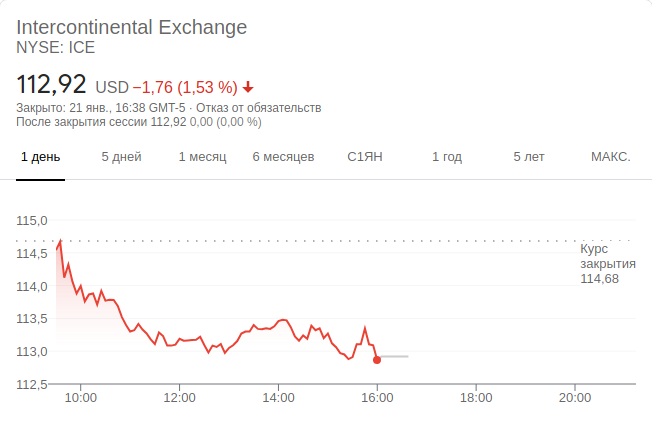 Intercontinental Exchange
NYSE: ICE
112,92 USD −1,76 (1,53 %)
Закрыто: 21 янв., 16:38 GMT-5 · Отказ от обязательств
После закрытия сессии 112,92 0,00 (0,00 %)
1 день 5 дней 1 месяц 6 месяцев С1ЯН 1 год 5 лет МАКС.
115,0
114,5
114,0
113,5
113,0
112,5
Курс
закрытия
114,68
10:00 12:00 14:00 16:00 18:00 20:00